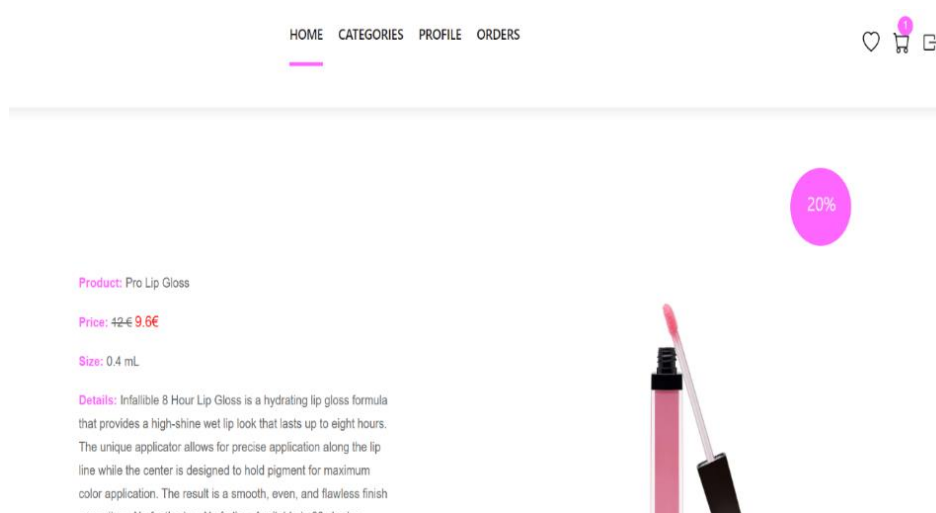 HOME CATEGORIES PROFILE ORDERS
1
20%
Product: Pro Lip Gloss
Price: 12 € 9.6€
Size: 0.4 mL
Details: Infallible 8 Hour Lip Gloss is a hydrating lip gloss formula
that provides a high-shine wet lip look that lasts up to eight hours.
The unique applicator allows for precise application along the lip
line while the center is designed to hold pigment for maximum
color application. The result is a smooth, even, and flawless finish